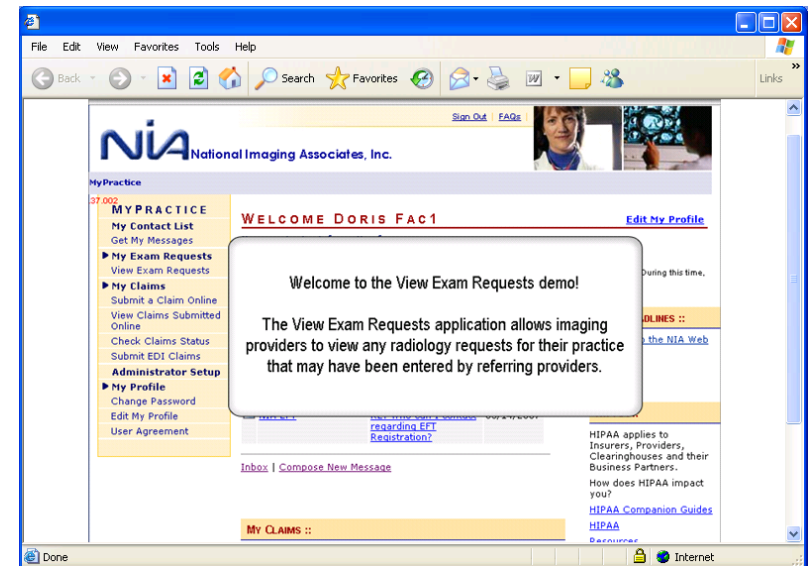 File Edit View Favorites Tools Help
Back Search Favorites Links
Sign Out | FAQs
NIA National Imaging Associates, Inc.
MyPractice
37.002
MYPRACTICE
My Contact List
Get My Messages
My Exam Requests
View Exam Requests
My Claims
Submit a Claim Online
View Claims Submitted
Online
Check Claims Status
Submit EDI Claims
Administrator Setup
My Profile
Change Password
Edit My Profile
User Agreement
WELCOME DORIS FAC1
Edit My Profile
Welcome to the View Exam Requests demo!
The View Exam Requests application allows imaging
providers to view any radiology requests for their practice
that may have been entered by referring providers.
During this time,
the NIA Web
regarding EFT
Registration?
Inbox | Compose New Message
MY CLAIMS ::
HIPAA applies to
Insurers, Providers,
Clearinghouses and their
Business Partners.
How does HIPAA impact
you?
HIPAA Companion Guides
HIPAA
Done
Internet